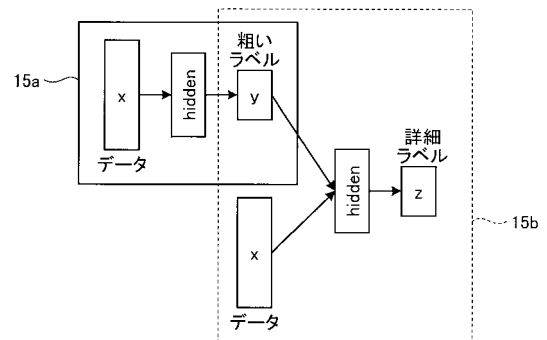 粗い
ラベル
15a
x
hidden
y
データ
詳細
ラベル
hidden
z
x
15b
データ